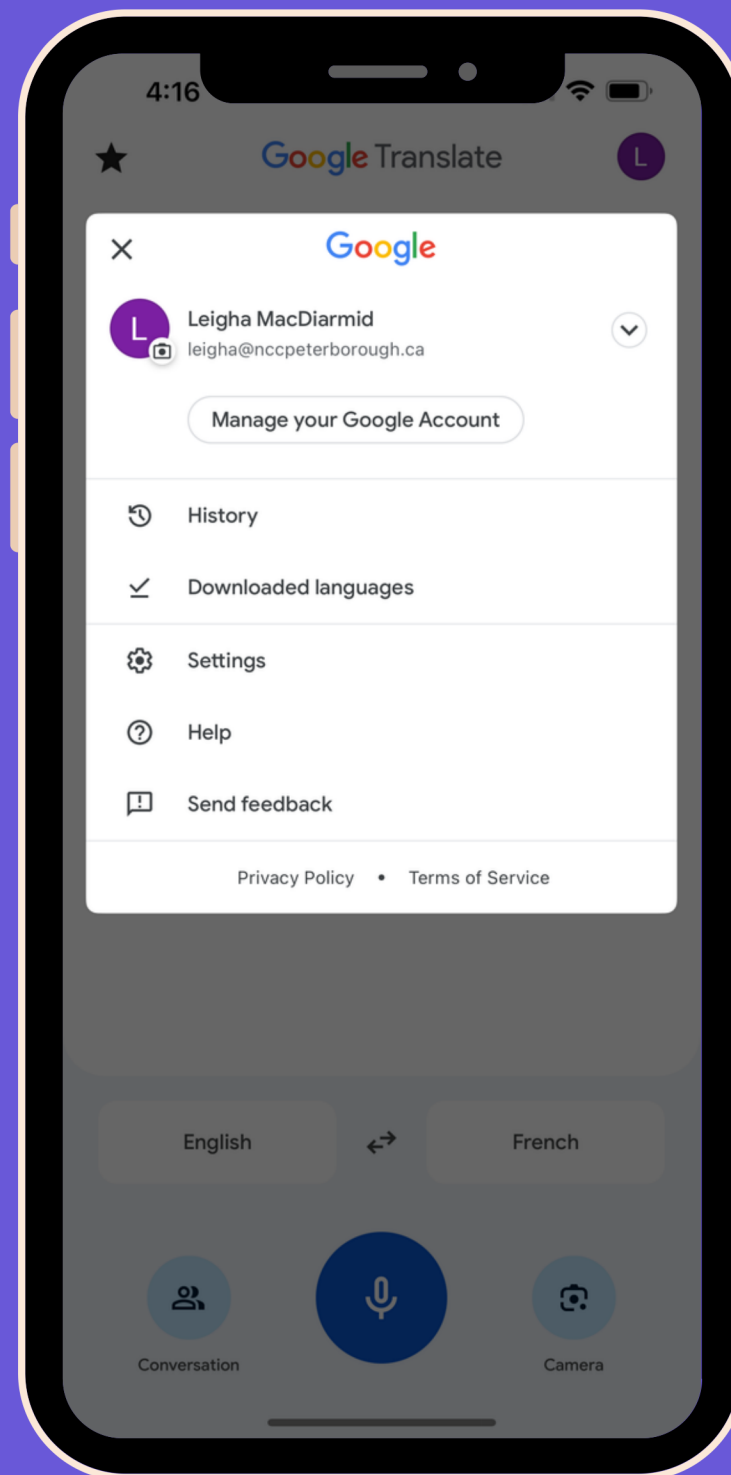 4:16
Google Translate
L
Google
L
Leigha MacDiarmid
leigha@nccpeterborough.ca
Manage your Google Account
History
Downloaded languages
Settings
Help
Send feedback
Privacy Policy • Terms of Service
English
French
Conversation
Camera